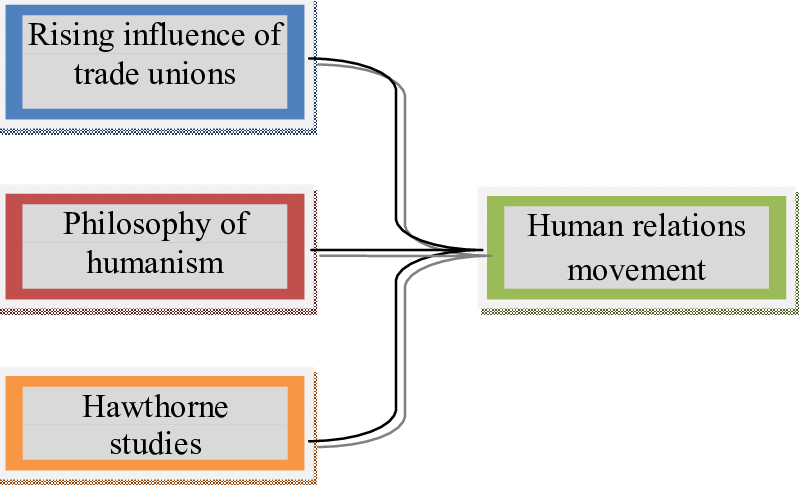 Rising influence of
trade unions
Philosophy of
humanism
Hawthorne
studies
Human relations
movement